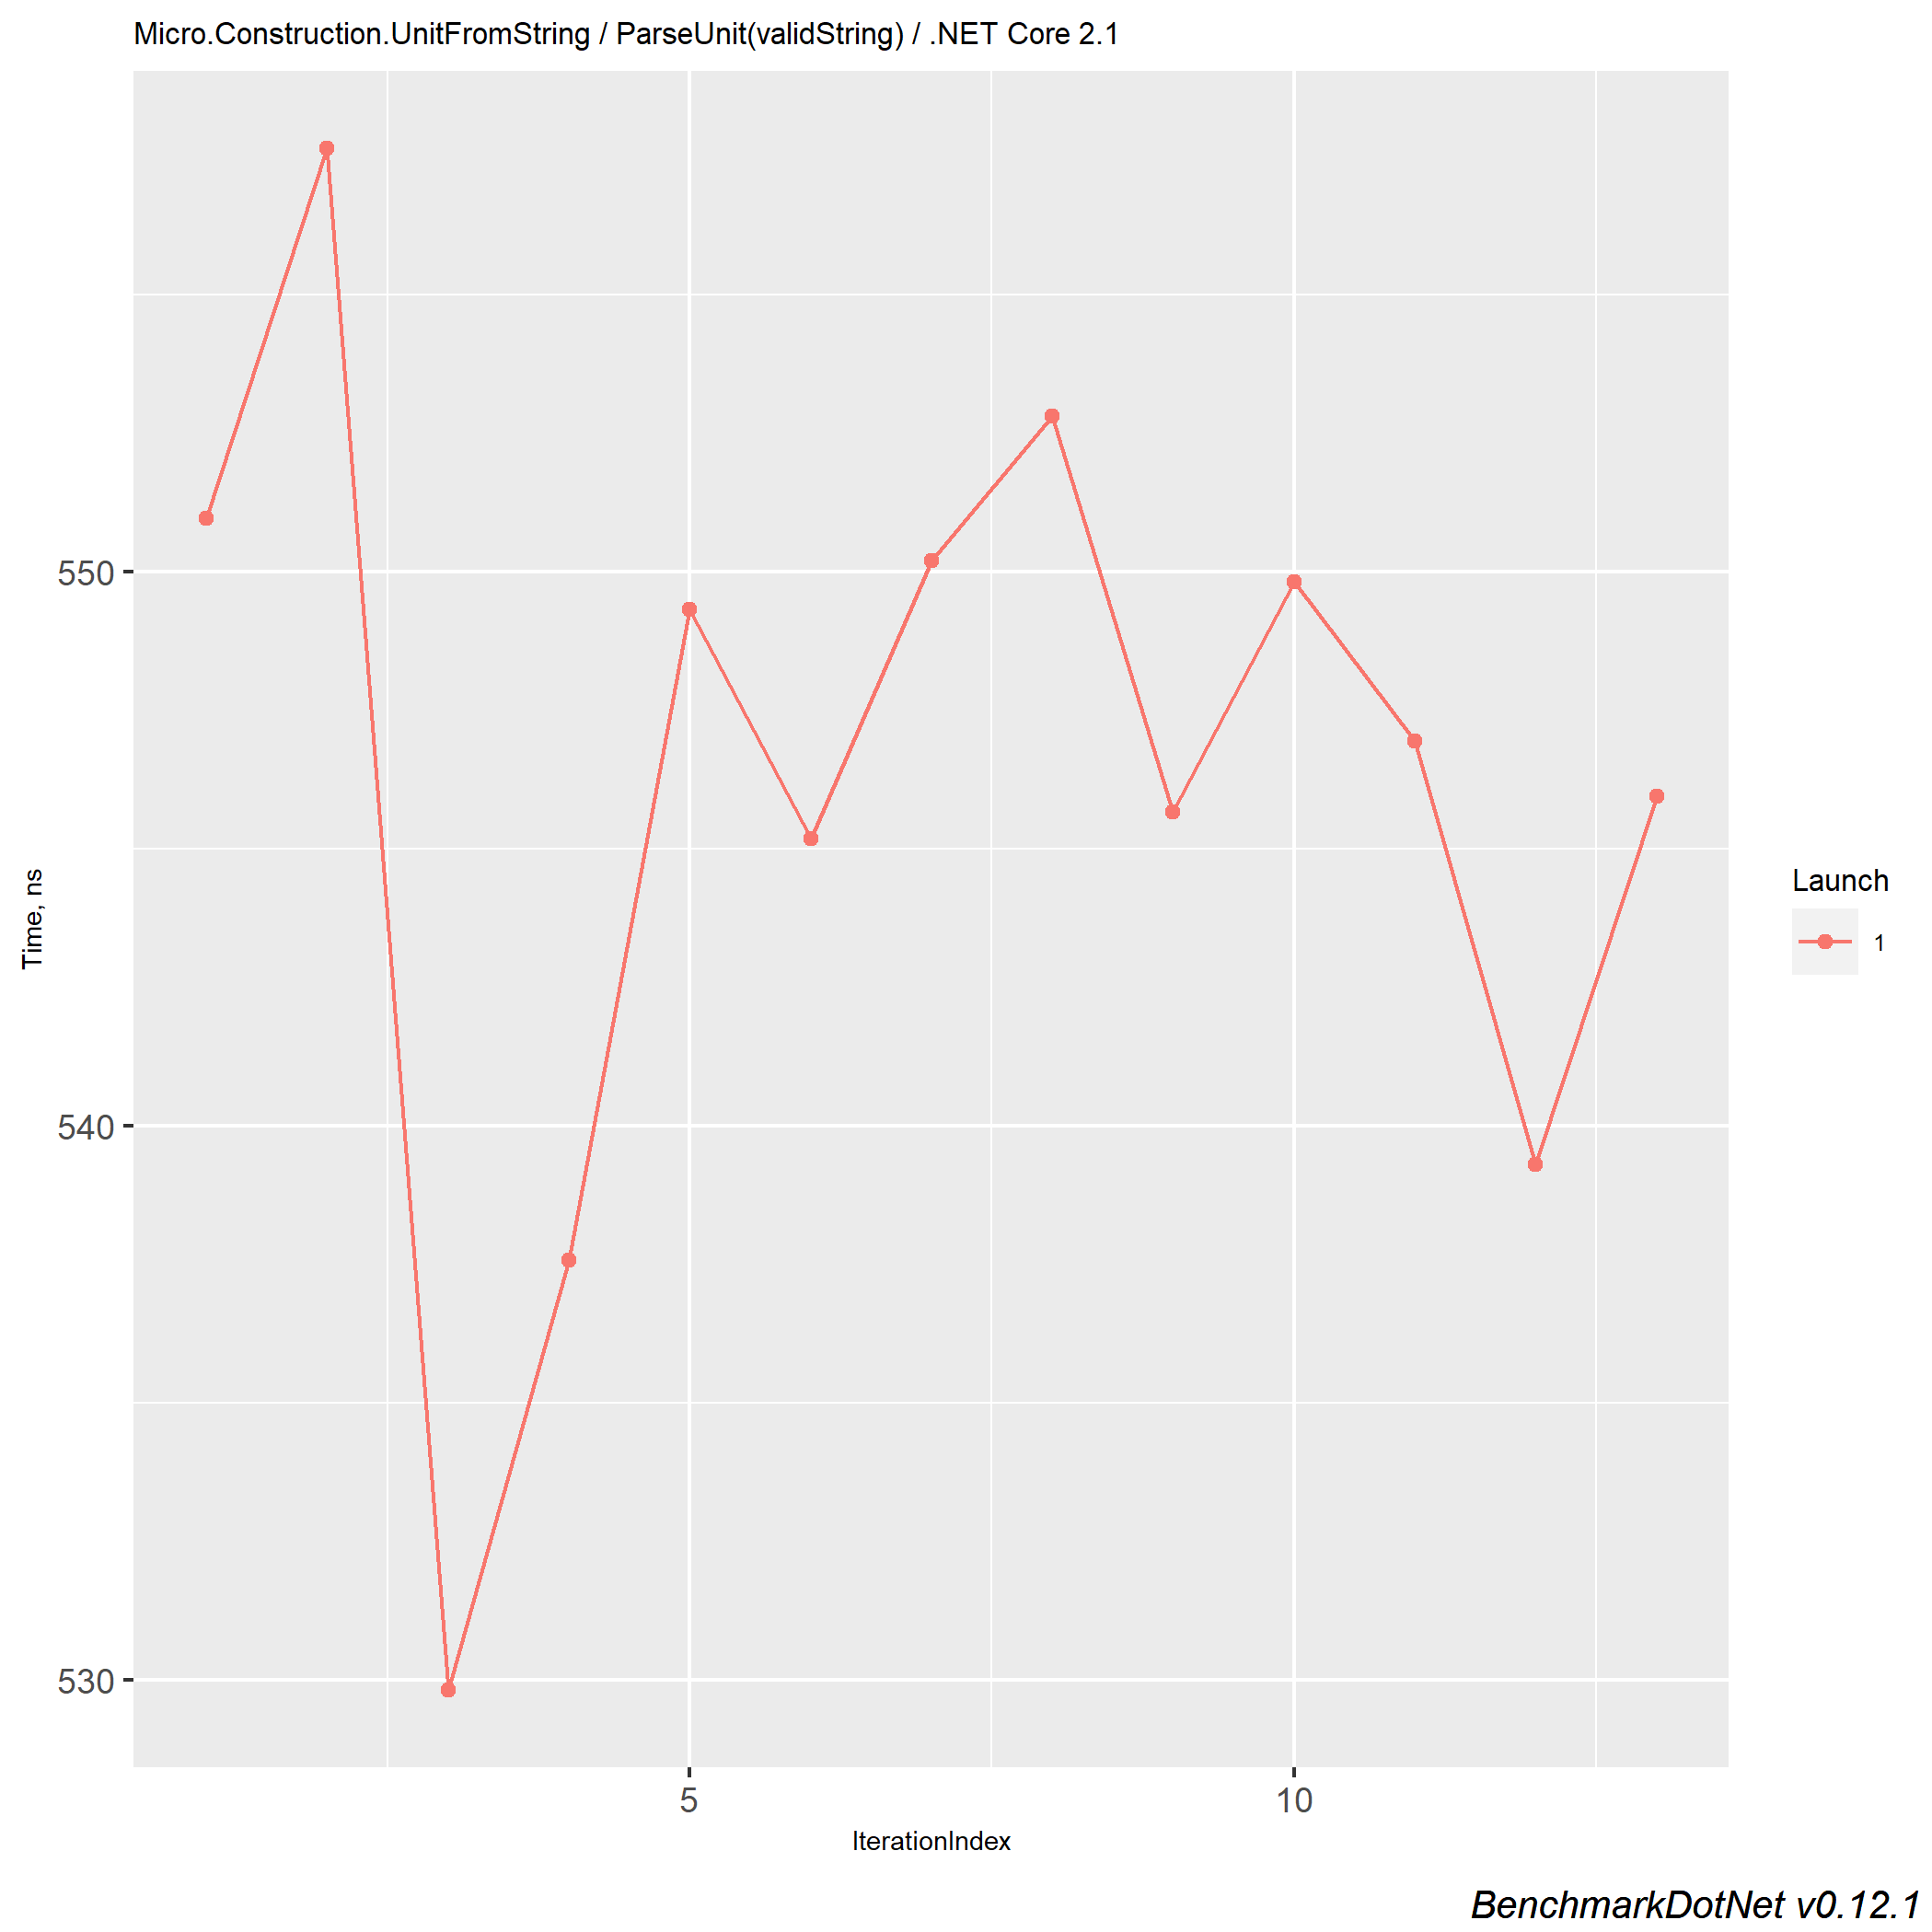 Micro.Construction.UnitFromString / ParseUnit(validString) / .NET Core 2.1
550
540
530
Time, ns
5
10
IterationIndex
Launch
1
BenchmarkDotNet v0.12.1